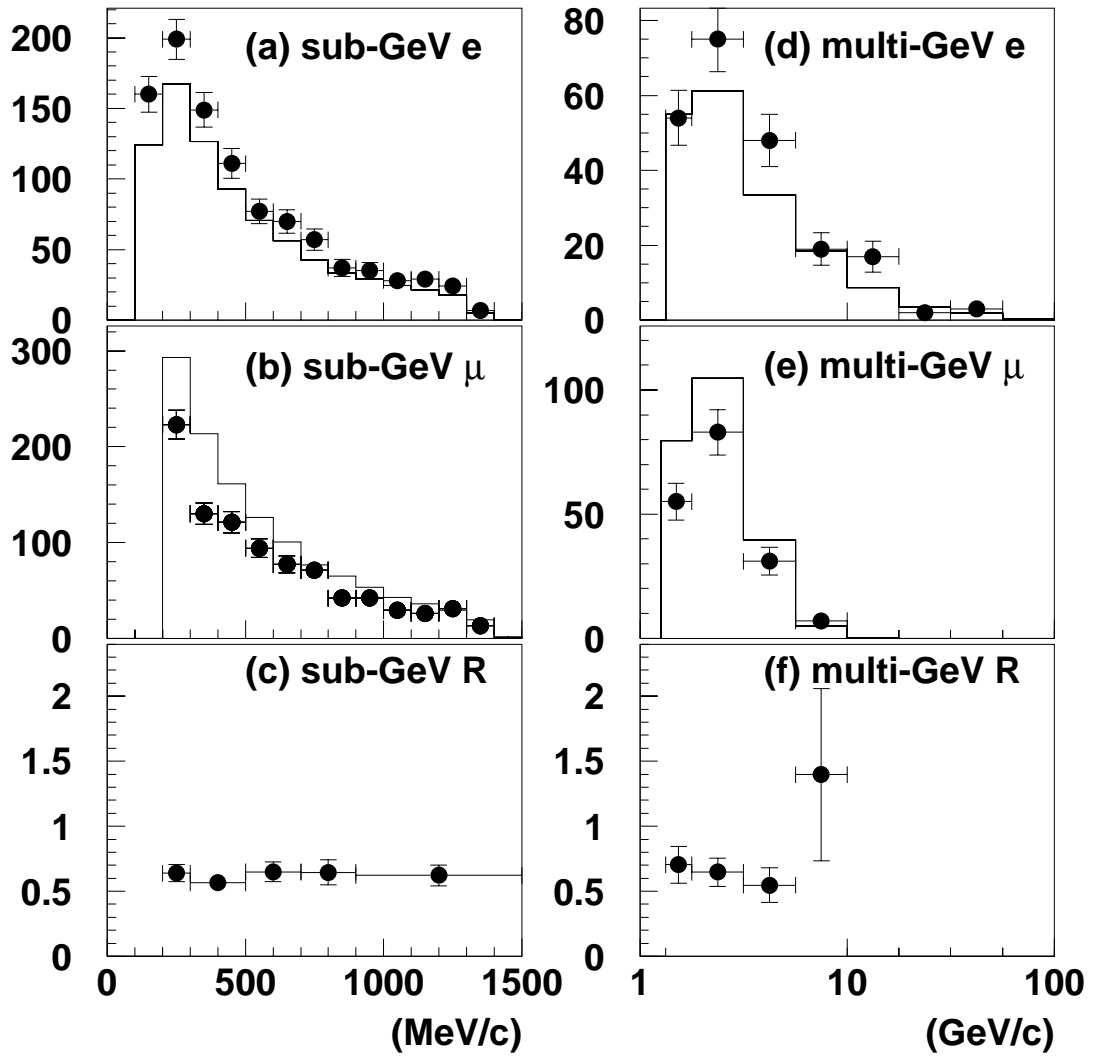 (a) sub-GeV e
200
150
100
50
0
(d) multi-GeV e
80
60
40
20
0
(b) sub-GeV μ
300
200
100
0
(e) multi-GeV μ
100
50
0
(c) sub-GeV R
2
1.5
1
0.5
0
0 500 1000 1500
(MeV/c)
(f) multi-GeV R
2
1.5
1
0.5
0
1 10 100
(GeV/c)